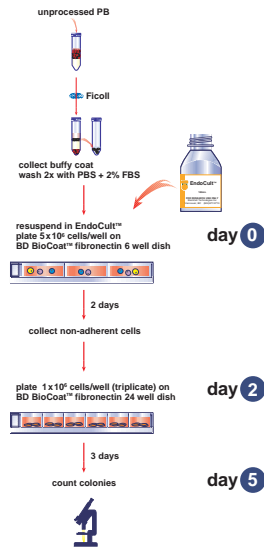 unprocessed PB
Ficoll
collect buffy coat
wash 2x with PBS + 2% FBS
EndoCult™
resuspend in EndoCult™
plate 5x10⁶ cells/well on
BD BioCoat™ fibronectin 6 well dish
day 0
2 days
collect non-adherent cells
plate 1x10⁶ cells/well (triplicate) on
BD BioCoat™ fibronectin 24 well dish
day 2
3 days
count colonies
day 5